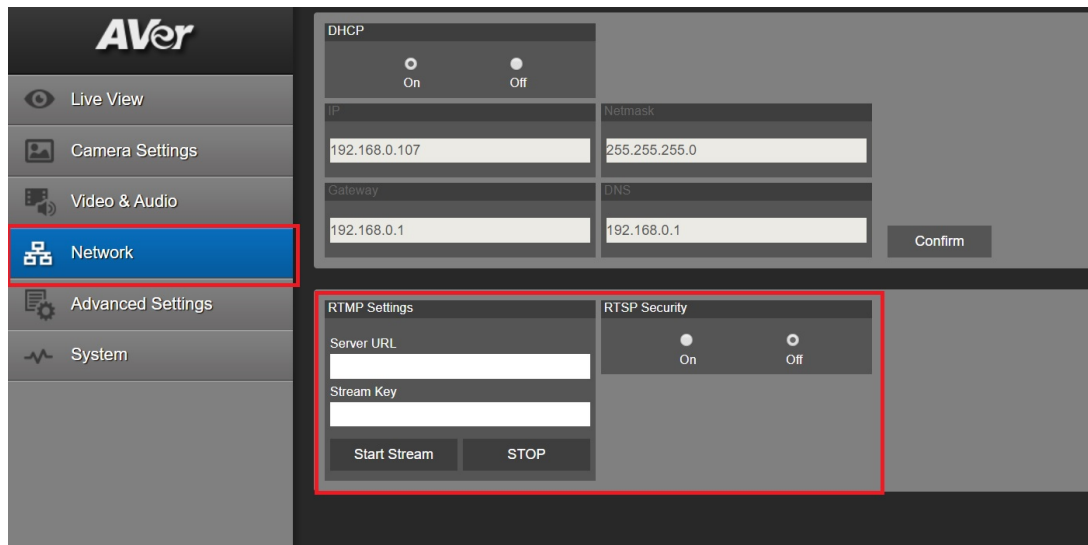 AVer
Live View
Camera Settings
Video & Audio
Network
Advanced Settings
System
DHCP
On
Off
IP
Netmask
192.168.0.107
255.255.255.0
Gateway
DNS
192.168.0.1
192.168.0.1
Confirm
RTMP Settings
RTSP Security
Server URL
On
Off
Stream Key
Start Stream
STOP